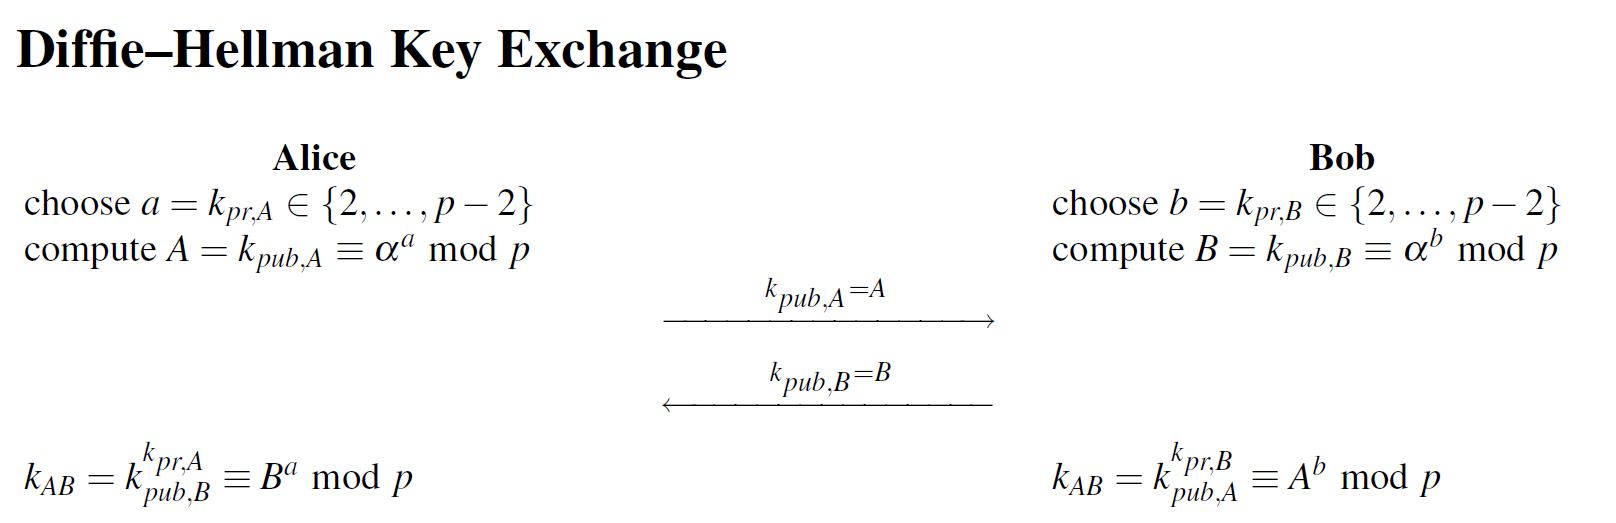 Diffie–Hellman Key Exchange
Alice
choose a = k_{pr,A} ∈ {2,...,p−2}
compute A = k_{pub,A} ≡ α^a mod p
Bob
choose b = k_{pr,B} ∈ {2,...,p−2}
compute B = k_{pub,B} ≡ α^b mod p
k_{pub,A}=A
k_{pub,B}=B
k_{AB} = k_{pub,B}^{k_{pr,A}} ≡ B^a mod p
k_{AB} = k_{pub,A}^{k_{pr,B}} ≡ A^b mod p